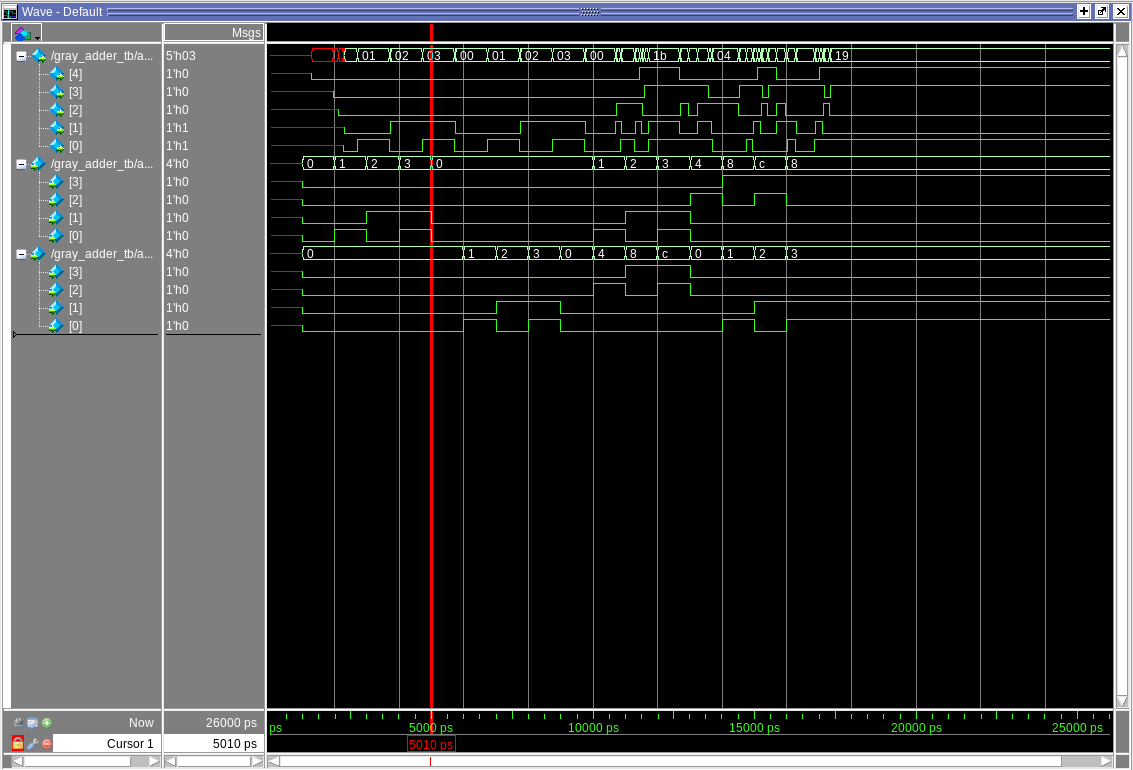 Wave - Default
Msgs
/gray_adder_tb/a... 5'h03 01 02 03 00 01 02 03 00 1b 04 19
[4] 1'h0
[3] 1'h0
[2] 1'h0
[1] 1'h1
[0] 1'h1
/gray_adder_tb/a... 4'h0 0 1 2 3 0 1 2 3 4 8 c 8
[3] 1'h0
[2] 1'h0
[1] 1'h0
[0] 1'h0
/gray_adder_tb/a... 4'h0 0 1 2 3 0 4 8 c 0 1 2 3
[3] 1'h0
[2] 1'h0
[1] 1'h0
[0] 1'h0
Now 26000 ps ps 5000 ps 10000 ps 15000 ps 20000 ps 25000 ps
Cursor 1 5010 ps 5010 ps